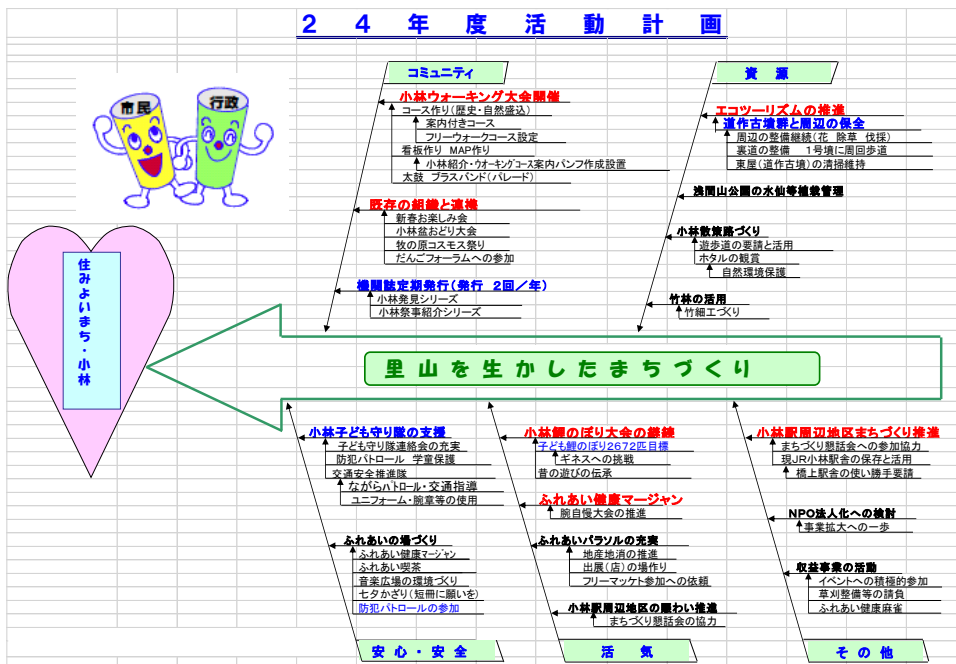 ２４年度活動計画
市民
行政
住みよいまち・小林
コミュニティ
小林ウォーキング大会開催
コース作り(歴史・自然盛込)
案内付きコース
フリーウォークコース設定
看板作り MAP作り
小林紹介・ウォーキングコース案内パンフ作成設置
太鼓 ブラスバンド(パレード)
既存の組織と連携
新春お楽しみ会
小林盆おどり大会
牧の原コスモス祭り
だんごフォーラムへの参加
機関誌定期発行(発行 2回／年)
小林発見シリーズ
小林祭事紹介シリーズ
資源
エコツーリズムの推進
道作古墳群と周辺の保全
周辺の整備継続(花 除草 伐採)
裏道の整備 1号墳に周回歩道
東屋(道作古墳)の清掃維持
浅間山公園の水仙等植栽管理
小林散策路づくり
遊歩道の要請と活用
ホタルの観賞
自然環境保護
竹林の活用
竹細工づくり
里山を生かしたまちづくり
小林子ども守り隊の支援
子ども守り隊連絡会の充実
防犯パトロール 学童保護
交通安全推進隊
ながらパトロール・交通指導
ユニフォーム・腕章等の使用
ふれあいの場づくり
ふれあい健康マージャン
ふれあい喫茶
音楽広場の環境づくり
七夕かざり(短冊に願いを)
防犯パトロールの参加
安心・安全
小林鯉のぼり大会の継続
子ども鯉のぼり2672匹目標
ギネスへの挑戦
昔の遊びの伝承
ふれあい健康マージャン
腕自慢大会の推進
ふれあいパラソルの充実
地産地消の推進
出展(店)の場作り
フリーマッケト参加への依頼
小林駅周辺地区の賑わい推進
まちづくり懇話会の協力
活気
小林駅周辺地区まちづくり推進
まちづくり懇話会への参加協力
現JR小林駅舎の保存と活用
橋上駅舎の使い勝手要請
NPO法人化への検討
事業拡大への一歩
収益事業の活動
イベントへの積極的参加
草刈整備等の請負
ふれあい健康麻雀
その他